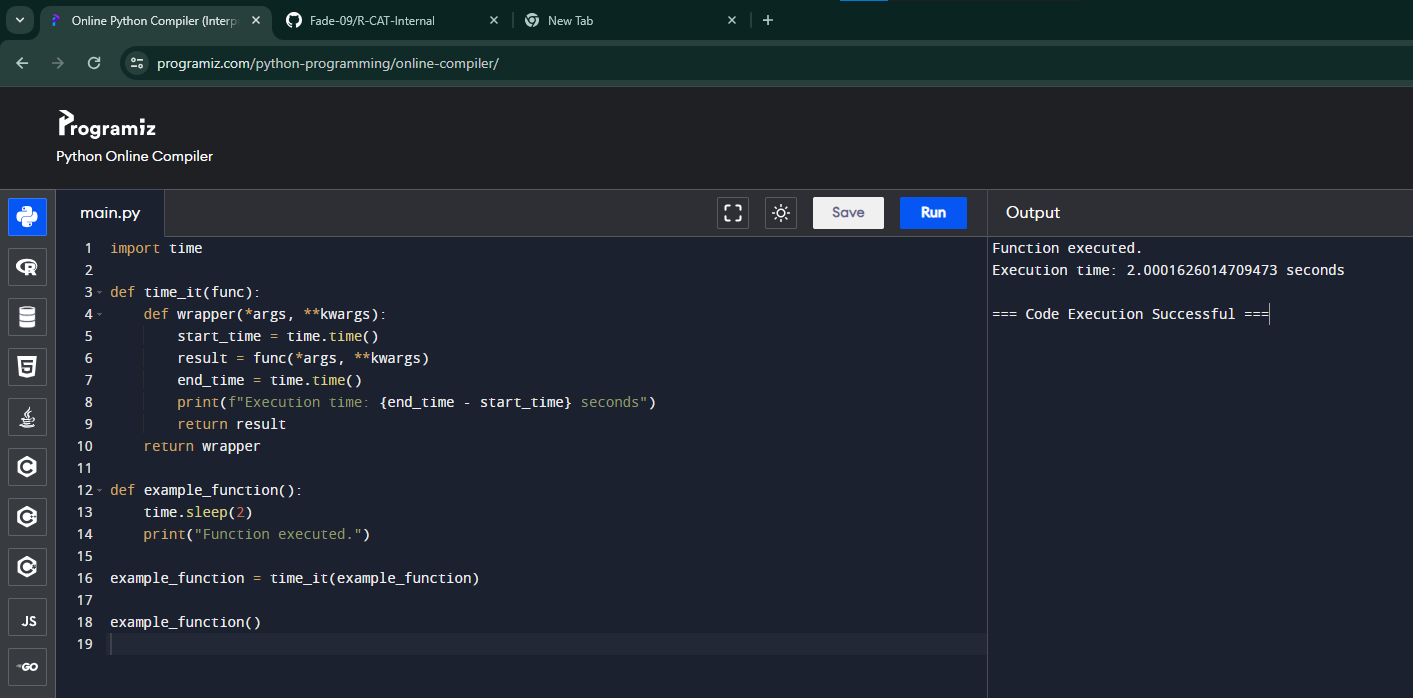 Online Python Compiler (Interp
Fade-09/R-CAT-Internal
New Tab
programiz.com/python-programming/online-compiler/
Programiz
Python Online Compiler
main.py
Save
Run
Output
1 import time
2
3 def time_it(func):
4     def wrapper(*args, **kwargs):
5         start_time = time.time()
6         result = func(*args, **kwargs)
7         end_time = time.time()
8         print(f"Execution time: {end_time - start_time} seconds")
9         return result
10     return wrapper
11
12 def example_function():
13     time.sleep(2)
14     print("Function executed.")
15
16 example_function = time_it(example_function)
17
18 example_function()
19
Function executed.
Execution time: 2.0001626014709473 seconds
=== Code Execution Successful ===
R
5
C
C
C
JS
GO